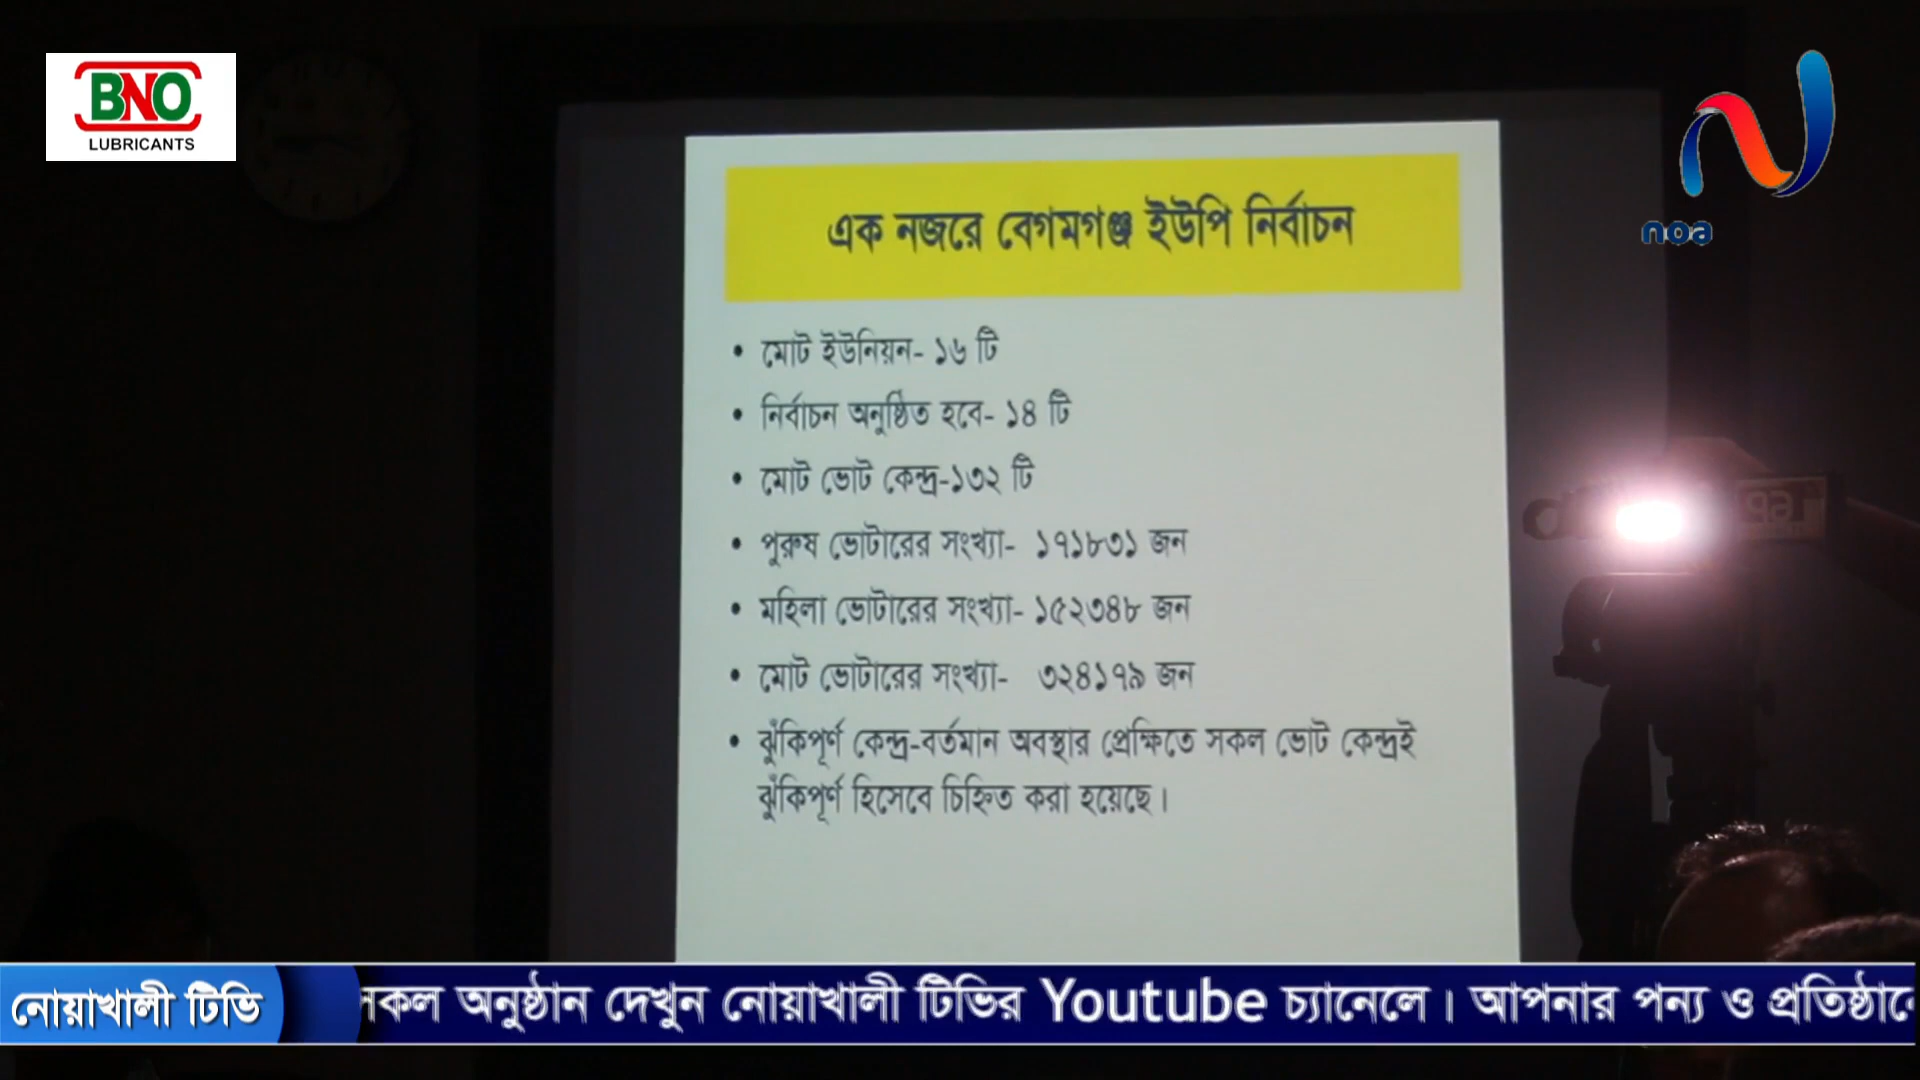 BNO
LUBRICANTS
noa
এক নজরে বেগমগঞ্জ ইউপি নির্বাচন
• মোট ইউনিয়ন- ১৬ টি
• নির্বাচন অনুষ্ঠিত হবে- ১৪ টি
• মোট ভোট কেন্দ্র-১৩২ টি
• পুরুষ ভোটারের সংখ্যা- ১৭১৮৩১ জন
• মহিলা ভোটারের সংখ্যা- ১৫২৩৪৮ জন
• মোট ভোটারের সংখ্যা- ৩২৪১৭৯ জন
• ঝুঁকিপূর্ণ কেন্দ্র-বর্তমান অবস্থার প্রেক্ষিতে সকল ভোট কেন্দ্রই
ঝুঁকিপূর্ণ হিসেবে চিহ্নিত করা হয়েছে।
নোয়াখালী টিভি
সকল অনুষ্ঠান দেখুন নোয়াখালী টিভির Youtube চ্যানেলে। আপনার পন্য ও